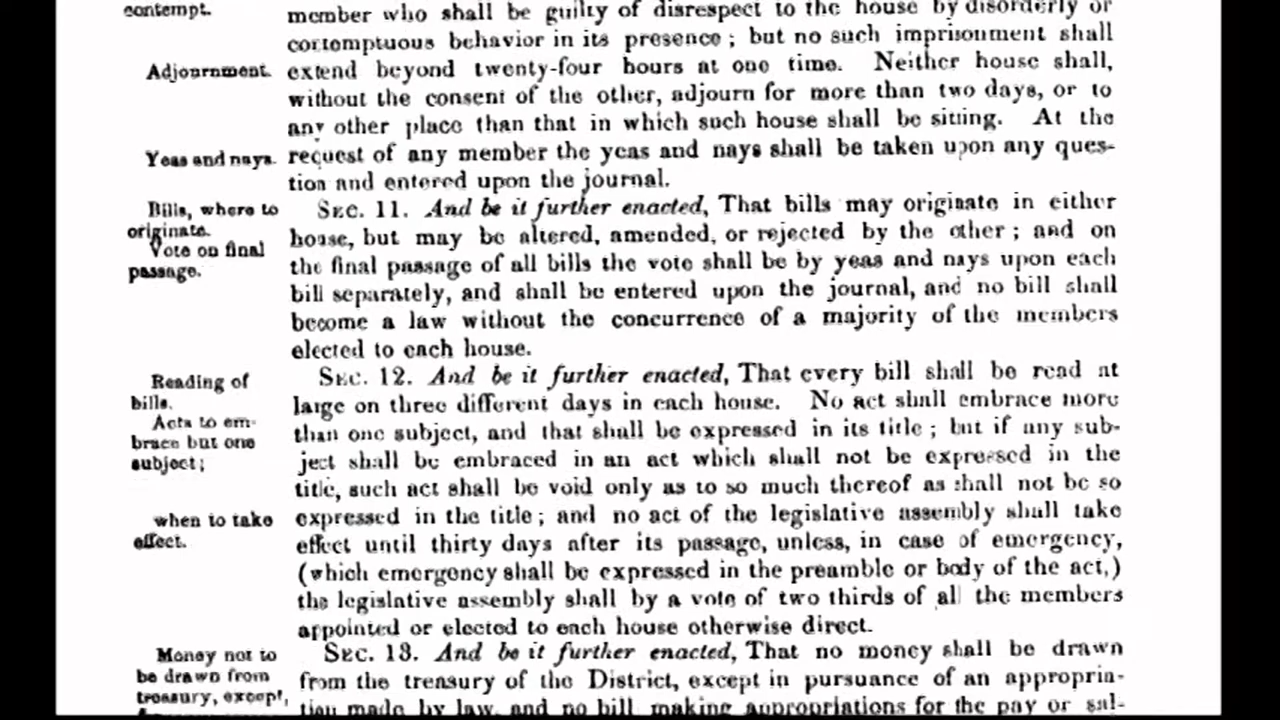 contempt.
member who shall be guilty of disrespect to the house by disorderly or
contemptuous behavior in its presence; but no such imprisonment shall
Adjournment.
extend beyond twenty-four hours at one time. Neither house shall,
without the consent of the other, adjourn for more than two days, or to
any other place than that in which such house shall be sitting. At the
Yeas and nays.
request of any member the yeas and nays shall be taken upon any ques-
tion and entered upon the journal.
Bills, where to
originate.
Vote on final
passage.
SEC. 11. And be it further enacted, That bills may originate in either
house, but may be altered, amended, or rejected by the other; and on
the final passage of all bills the vote shall be by yeas and nays upon each
bill separately, and shall be entered upon the journal, and no bill shall
become a law without the concurrence of a majority of the members
elected to each house.
Reading of
bills.
Acts to em-
brace but one
subject;
when to take
effect.
SEC. 12. And be it further enacted, That every bill shall be read at
large on three different days in each house. No act shall embrace more
than one subject, and that shall be expressed in its title; but if any sub-
ject shall be embraced in an act which shall not be expressed in the
title, such act shall be void only as to so much thereof as shall not be so
expressed in the title; and no act of the legislative assembly shall take
effect until thirty days after its passage, unless, in case of emergency,
(which emergency shall be expressed in the preamble or body of the act,)
the legislative assembly shall by a vote of two thirds of all the members
appointed or elected to each house otherwise direct.
Money not to
be drawn from
treasury, except,
SEC. 13. And be it further enacted, That no money shall be drawn
from the treasury of the District, except in pursuance of an appropria-
tion made by law, and no bill making appropriations for the pay or sal-